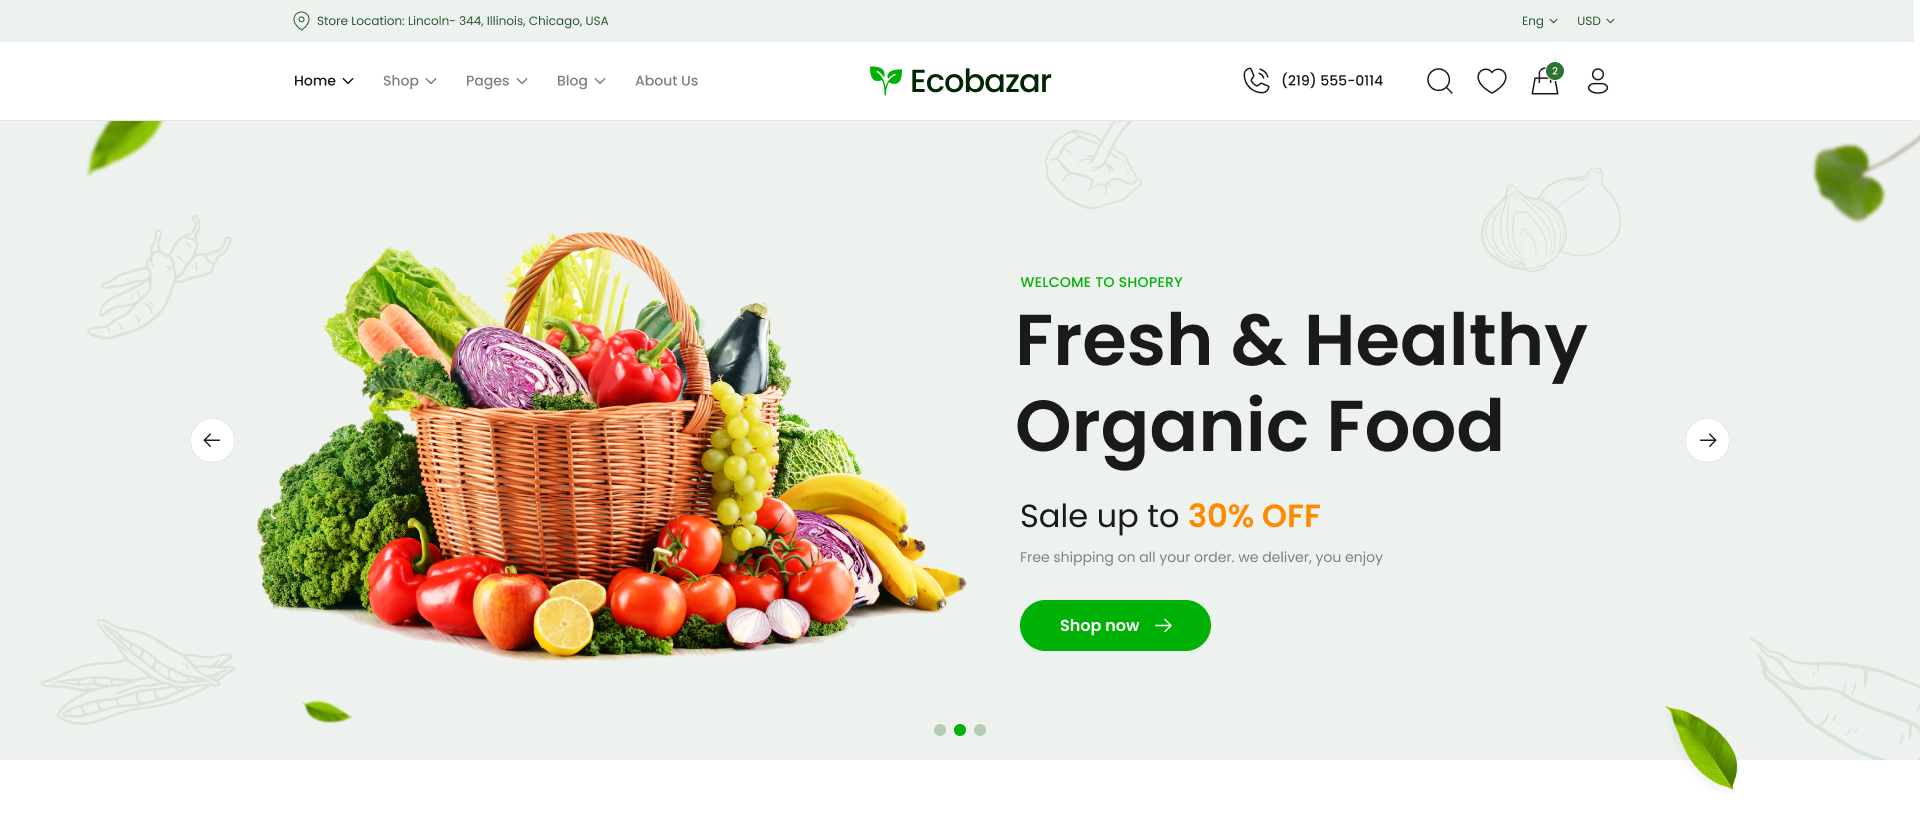 Store Location: Lincoln- 344, Illinois, Chicago, USA
Eng
USD
Home
Shop
Pages
Blog
About Us
Ecobazar
(219) 555-0114
2
WELCOME TO SHOPERY
Fresh & Healthy
Organic Food
Sale up to 30% OFF
Free shipping on all your order. we deliver, you enjoy
Shop now